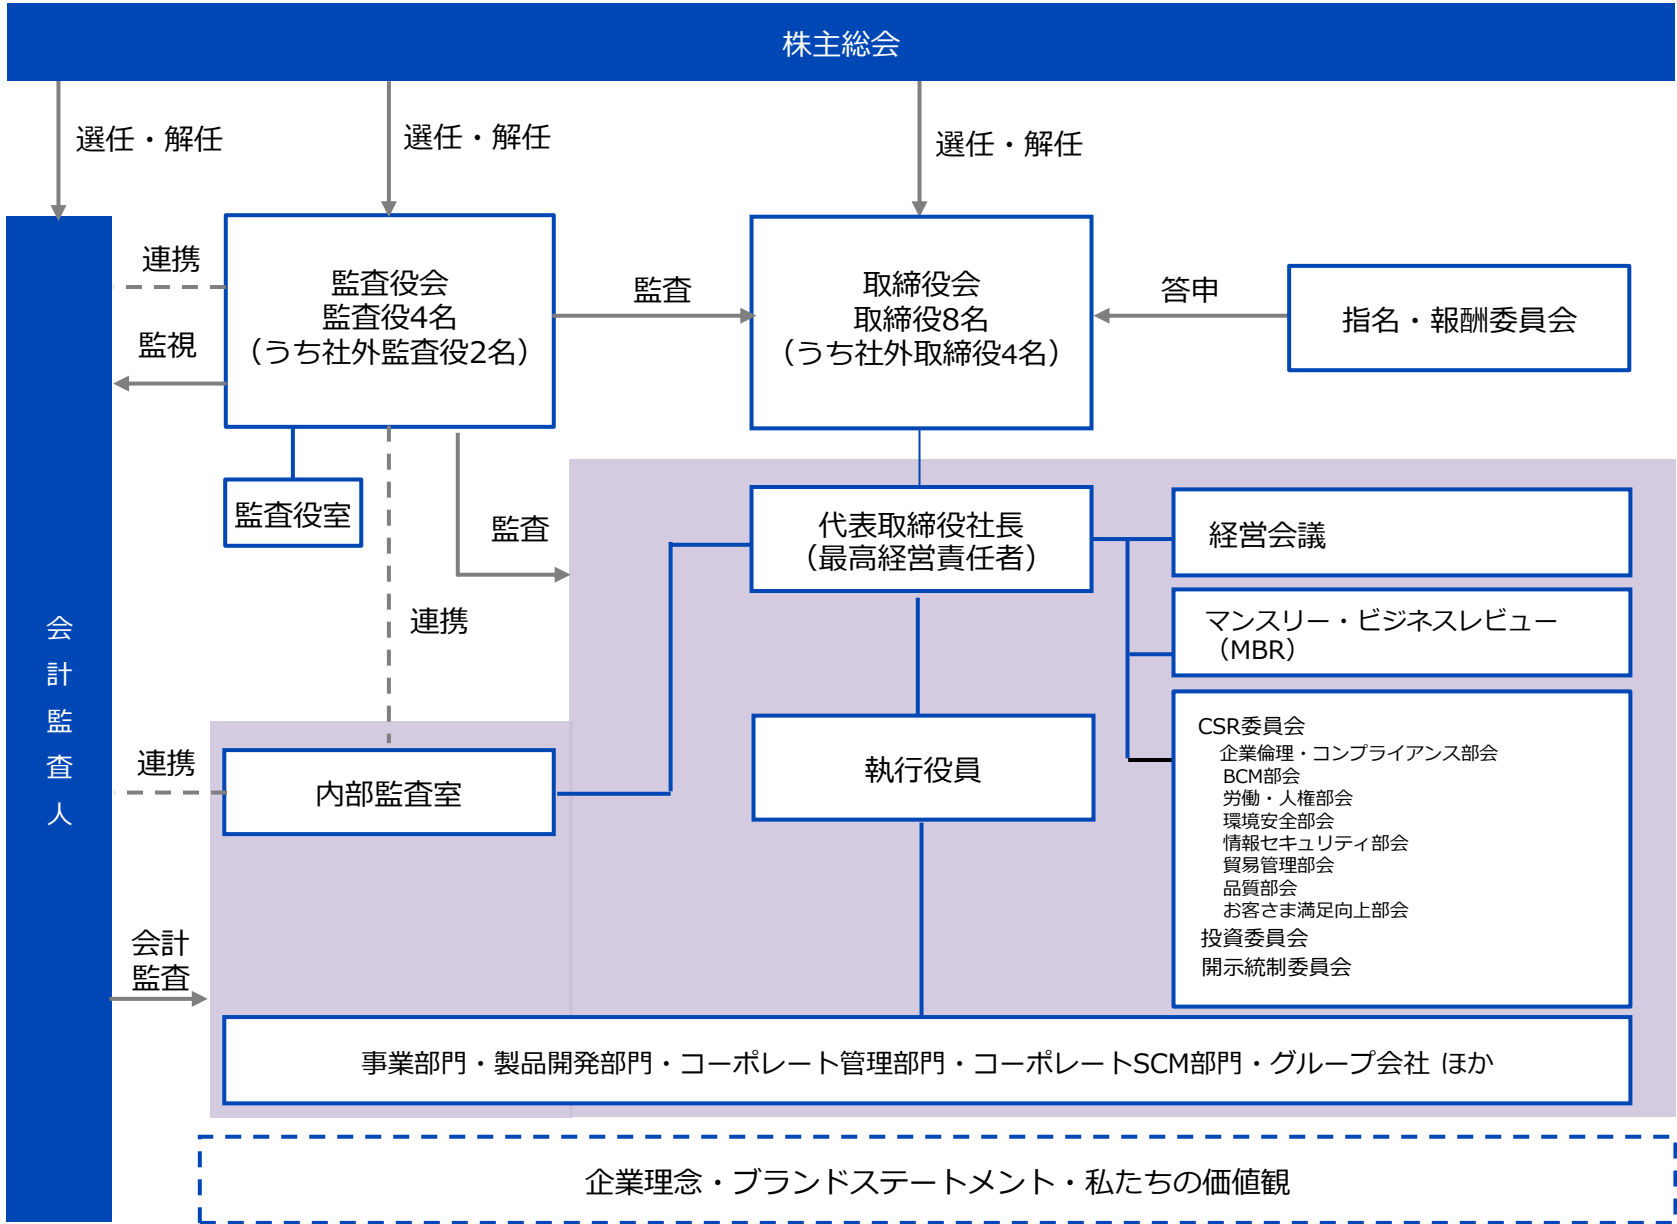 株主総会
選任・解任
選任・解任
選任・解任
連携
監視
監査役会
監査役4名
（うち社外監査役2名）
監査
取締役会
取締役8名
（うち社外取締役4名）
答申
指名・報酬委員会
監査役室
監査
連携
代表取締役社長
（最高経営責任者）
経営会議
マンスリー・ビジネスレビュー
（MBR）
会計監査人
連携
内部監査室
執行役員
CSR委員会
企業倫理・コンプライアンス部会
BCM部会
労働・人権部会
環境安全部会
情報セキュリティ部会
貿易管理部会
品質部会
お客さま満足向上部会
投資委員会
開示統制委員会
会計
監査
事業部門・製品開発部門・コーポレート管理部門・コーポレートSCM部門・グループ会社 ほか
企業理念・ブランドステートメント・私たちの価値観